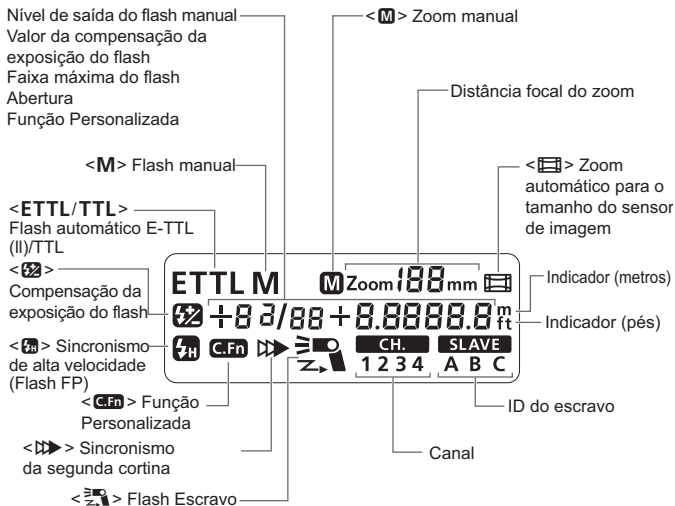 Nível de saída do flash manual
Valor da compensação da
exposição do flash
Faixa máxima do flash
Abertura
Função Personalizada
<M> Zoom manual
Distância focal do zoom
<M> Flash manual
< > Zoom
automático para o
tamanho do sensor
de imagem
<ETTL/TTL>
Flash automático E-TTL
(II)/TTL
< >
Compensação da
exposição do flash
ETTL M M Zoom 188 mm
Indicador (metros)
+8 8/88 +8.8888.8 m
ft
Indicador (pés)
< H > Sincronismo
de alta velocidade
(Flash FP)
H C.Fn CH. SLAVE
1 2 3 4 A B C
<C.Fn> Função
Personalizada
ID do escravo
< > Sincronismo
da segunda cortina
Canal
< > Flash Escravo